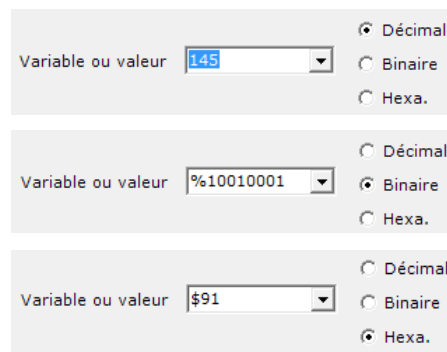 Décimal
Variable ou valeur 145 Binaire
Hexa.
Décimal
Variable ou valeur %10010001 Binaire
Hexa.
Décimal
Variable ou valeur $91 Binaire
Hexa.